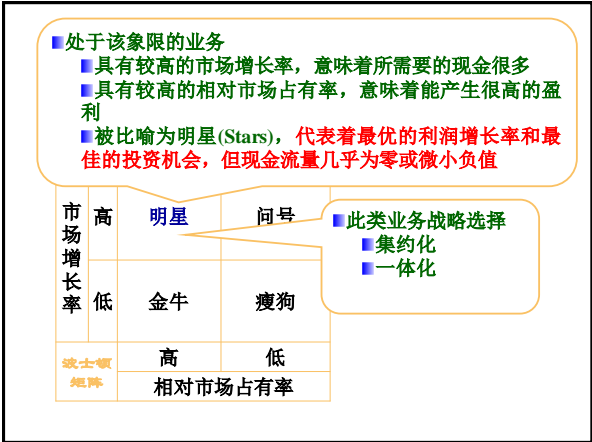 处于该象限的业务
具有较高的市场增长率，意味着所需要的现金很多
具有较高的相对市场占有率，意味着能产生很高的盈
利
被比喻为明星(Stars)，代表着最优的利润增长率和最
佳的投资机会，但现金流量几乎为零或微小负值
市场增长率
高
明星
问号
此类业务战略选择
集约化
一体化
低
金牛
瘦狗
波士顿
矩阵
高
低
相对市场占有率